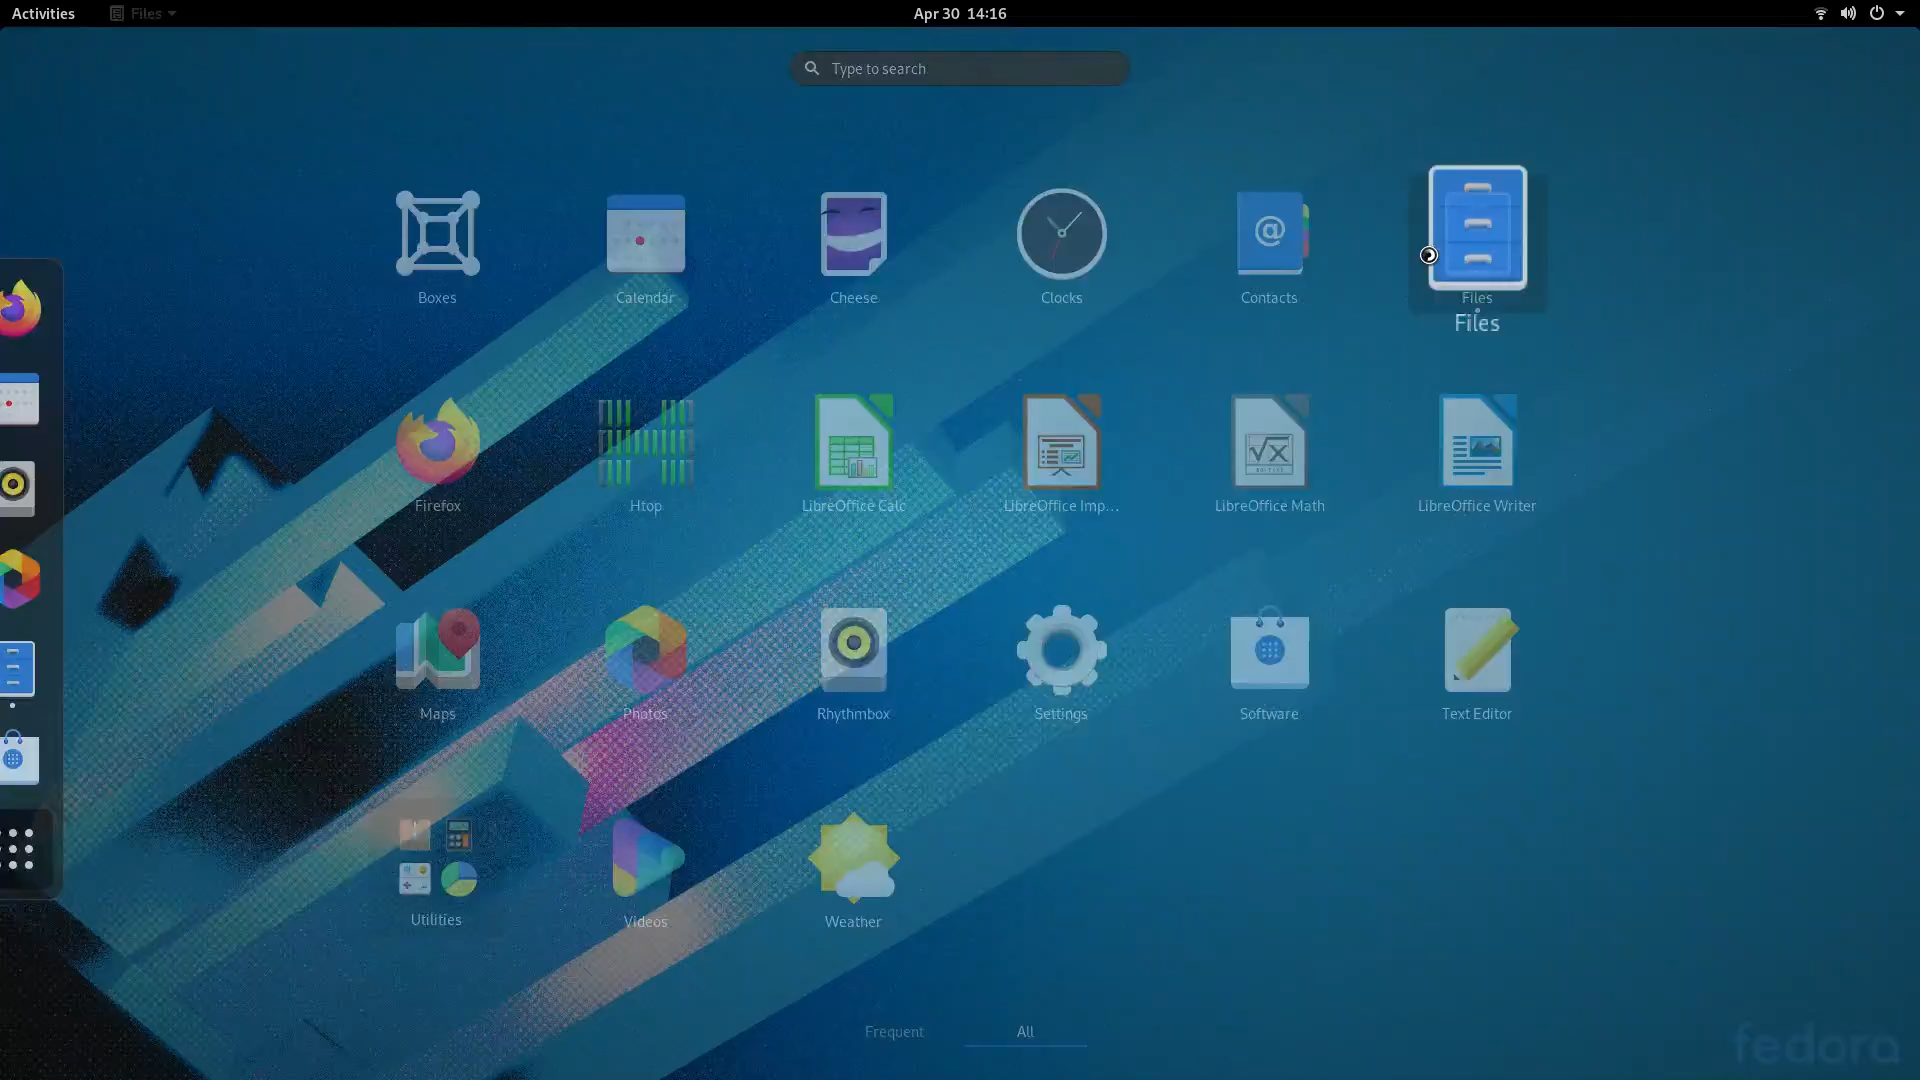 Activities Files Apr 30 14:16
Type to search
Boxes Calendar Cheese Clocks Contacts Files
Files
Firefox Htop LibreOffice Calc LibreOffice Imp... LibreOffice Math LibreOffice Writer
Maps Photos Rhythmbox Settings Software Text Editor
Utilities Videos Weather
Frequent All
fedora